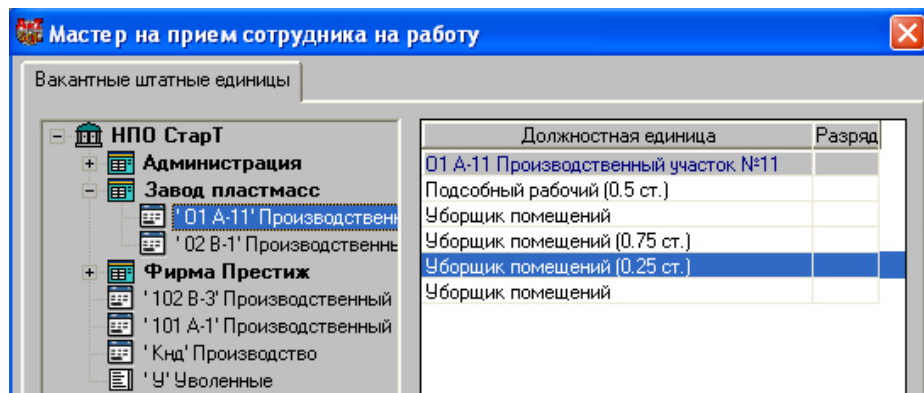 Мастер на прием сотрудника на работу
Вакантные штатные единицы
НПО СтарТ
Администрация
Завод пластмасс
'01 А-11' Производственн
'02 В-1' Производственнь
Фирма Престиж
'102 В-3' Производственный
'101 А-1' Производственный
'Кнд' Производство
'У' Уволенные
Должностная единица Разряд
01 А-11 Производственный участок №11
Подсобный рабочий (0.5 ст.)
Уборщик помещений
Уборщик помещений (0.75 ст.)
Уборщик помещений (0.25 ст.)
Уборщик помещений